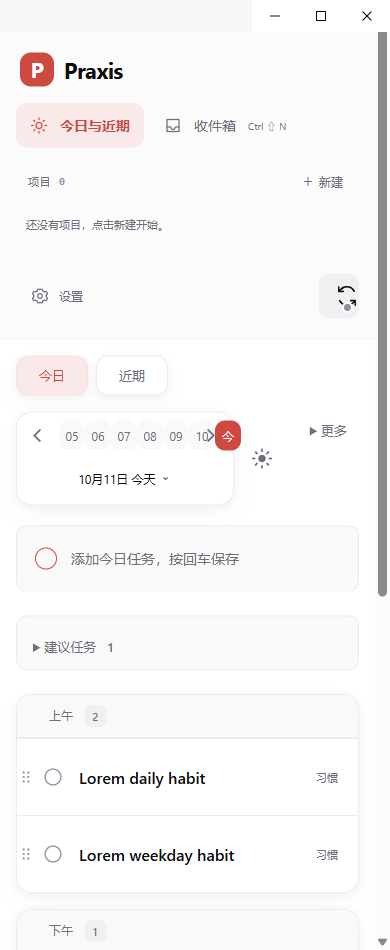 P Praxis
今日与近期 收件箱 Ctrl ⇧ N
项目 0 + 新建
还没有项目，点击新建开始。
设置
今日 近期
05 06 07 08 09 10 今
▶ 更多
10月11日 今天
添加今日任务，按回车保存
▶ 建议任务 1
上午 2
Lorem daily habit 习惯
Lorem weekday habit 习惯
下午 1